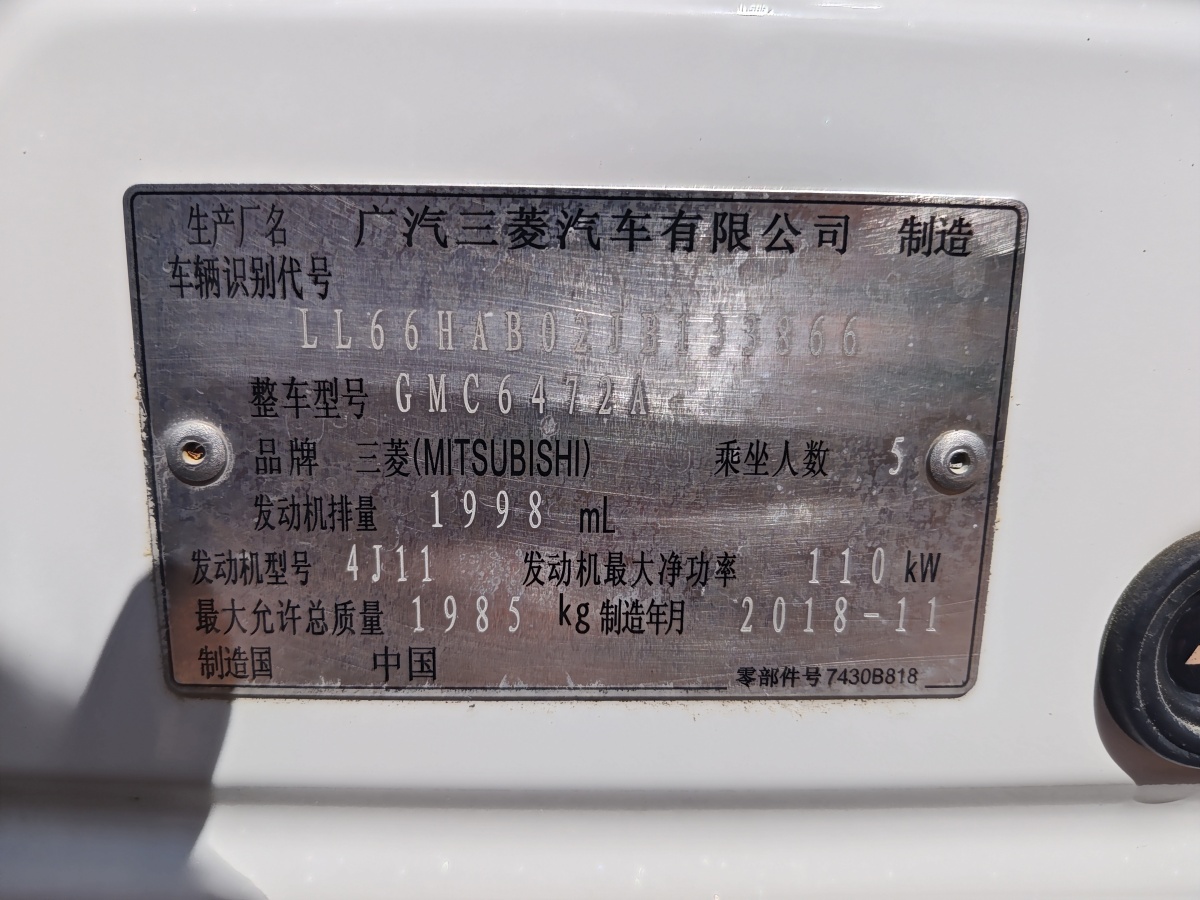 生产厂名 广汽三菱汽车有限公司 制造
车辆识别代号
LL66HAB02JB133866
整车型号 GMC6472A
品牌 三菱(MITSUBISHI) 乘坐人数 5
发动机排量 1998 mL
发动机型号 4J11 发动机最大净功率 110 kW
最大允许总质量 1985 kg 制造年月 2018-11
制造国 中国 零部件号 7430B818